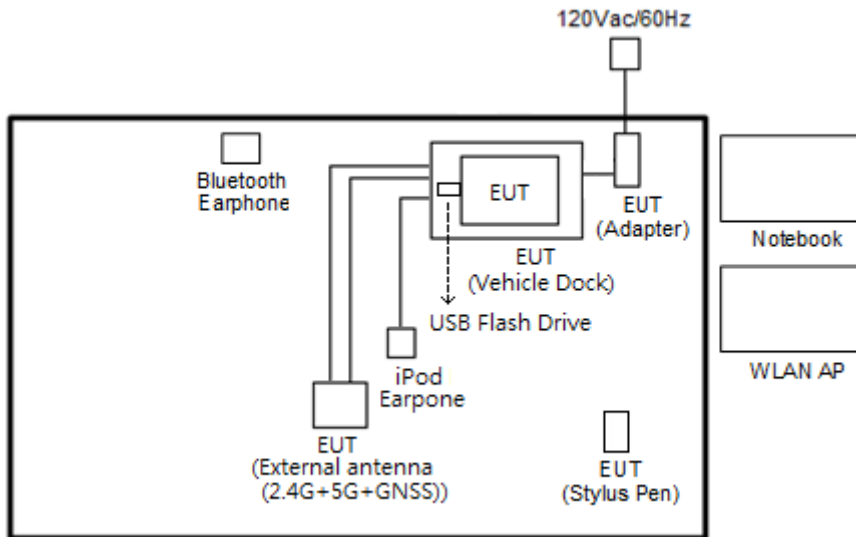 120Vac/60Hz
Bluetooth
Earphone
EUT
EUT
(Adapter)
Notebook
EUT
(Vehicle Dock)
USB Flash Drive
WLAN AP
iPod
Earpone
EUT
(External antenna
(2.4G+5G+GNSS))
EUT
(Stylus Pen)